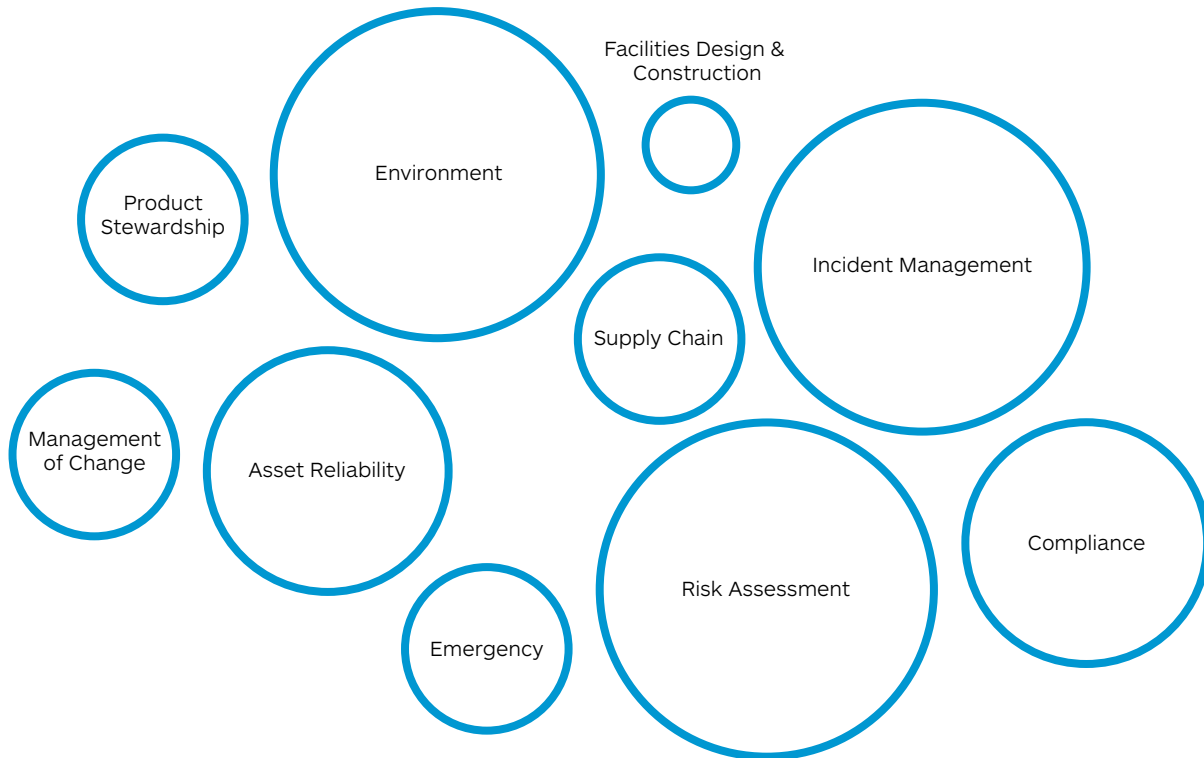 Facilities Design &
Construction
Environment
Product
Stewardship
Incident Management
Supply Chain
Management
of Change
Asset Reliability
Compliance
Risk Assessment
Emergency